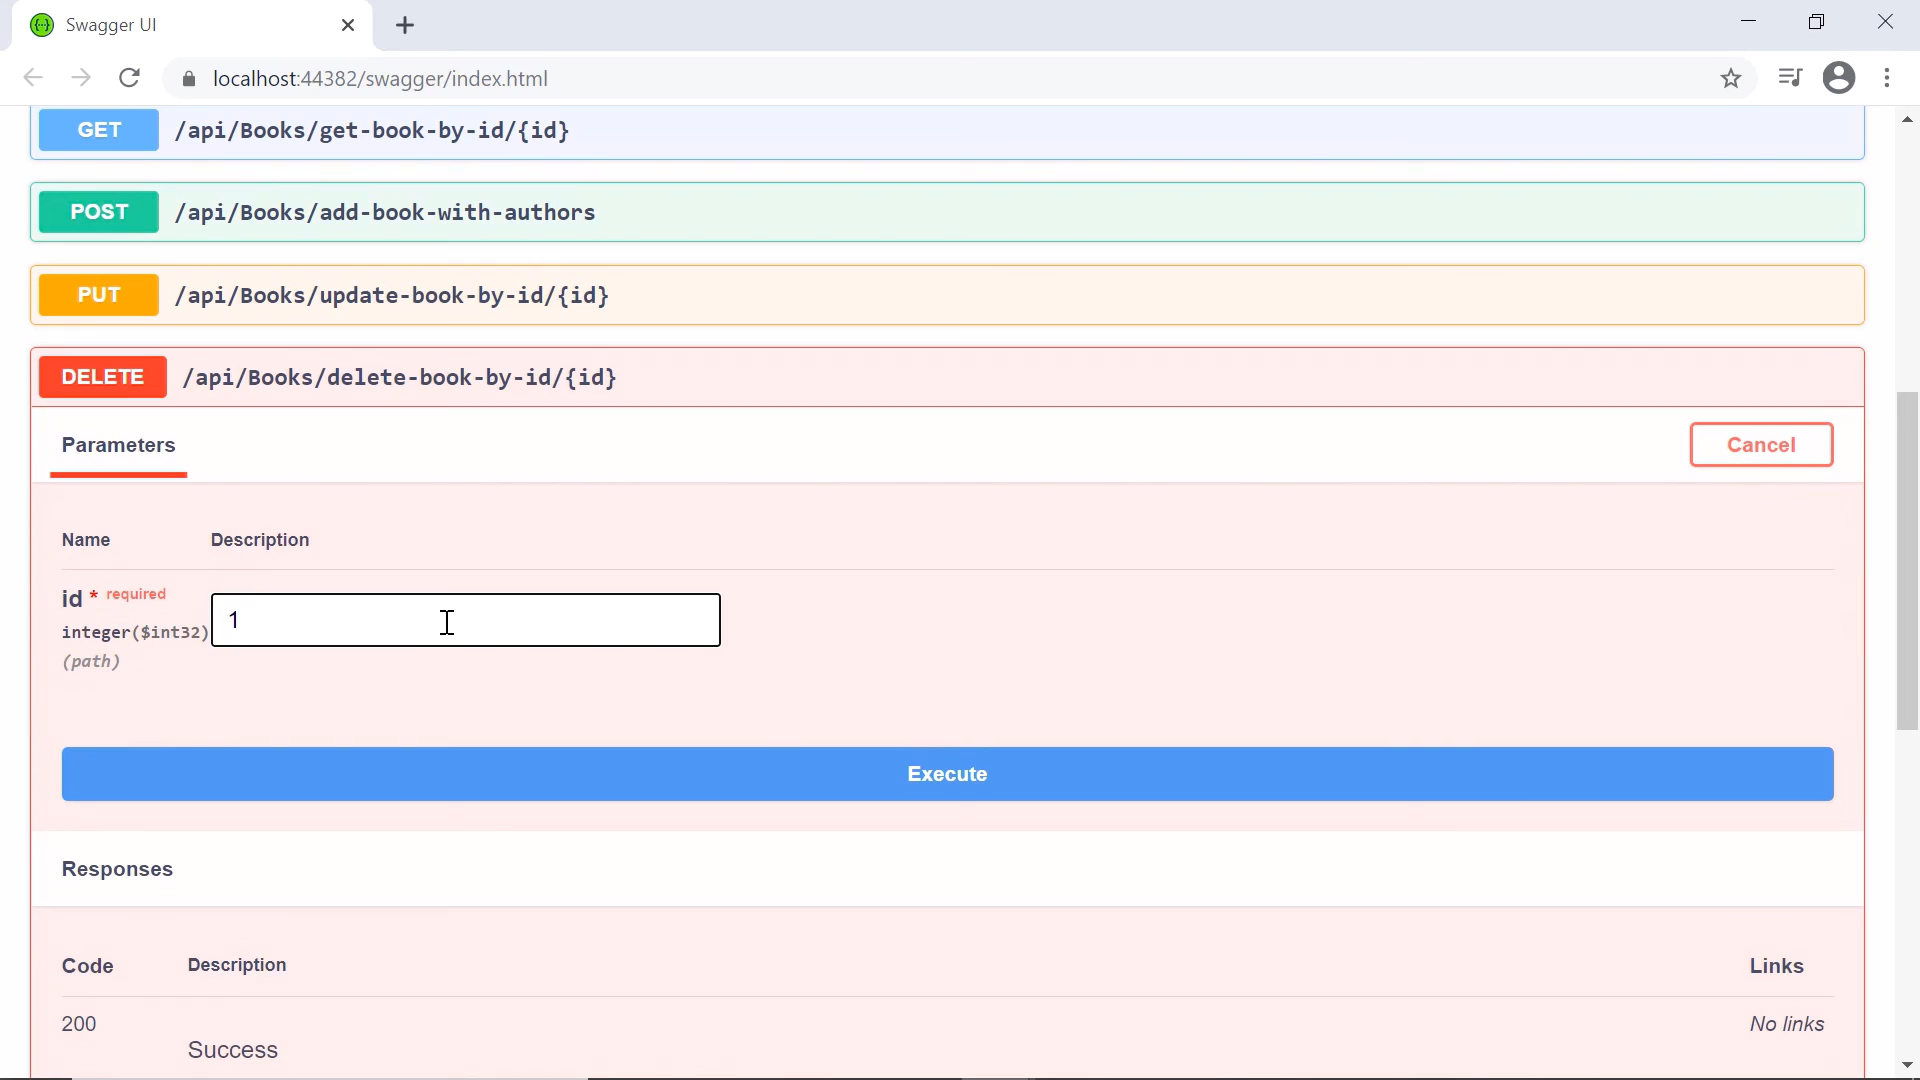 Swagger UI
localhost:44382/swagger/index.html
GET /api/Books/get-book-by-id/{id}
POST /api/Books/add-book-with-authors
PUT /api/Books/update-book-by-id/{id}
DELETE /api/Books/delete-book-by-id/{id}
Parameters Cancel
Name Description
id * required
integer($int32) 1
(path)
Execute
Responses
Code Description Links
200 No links
Success